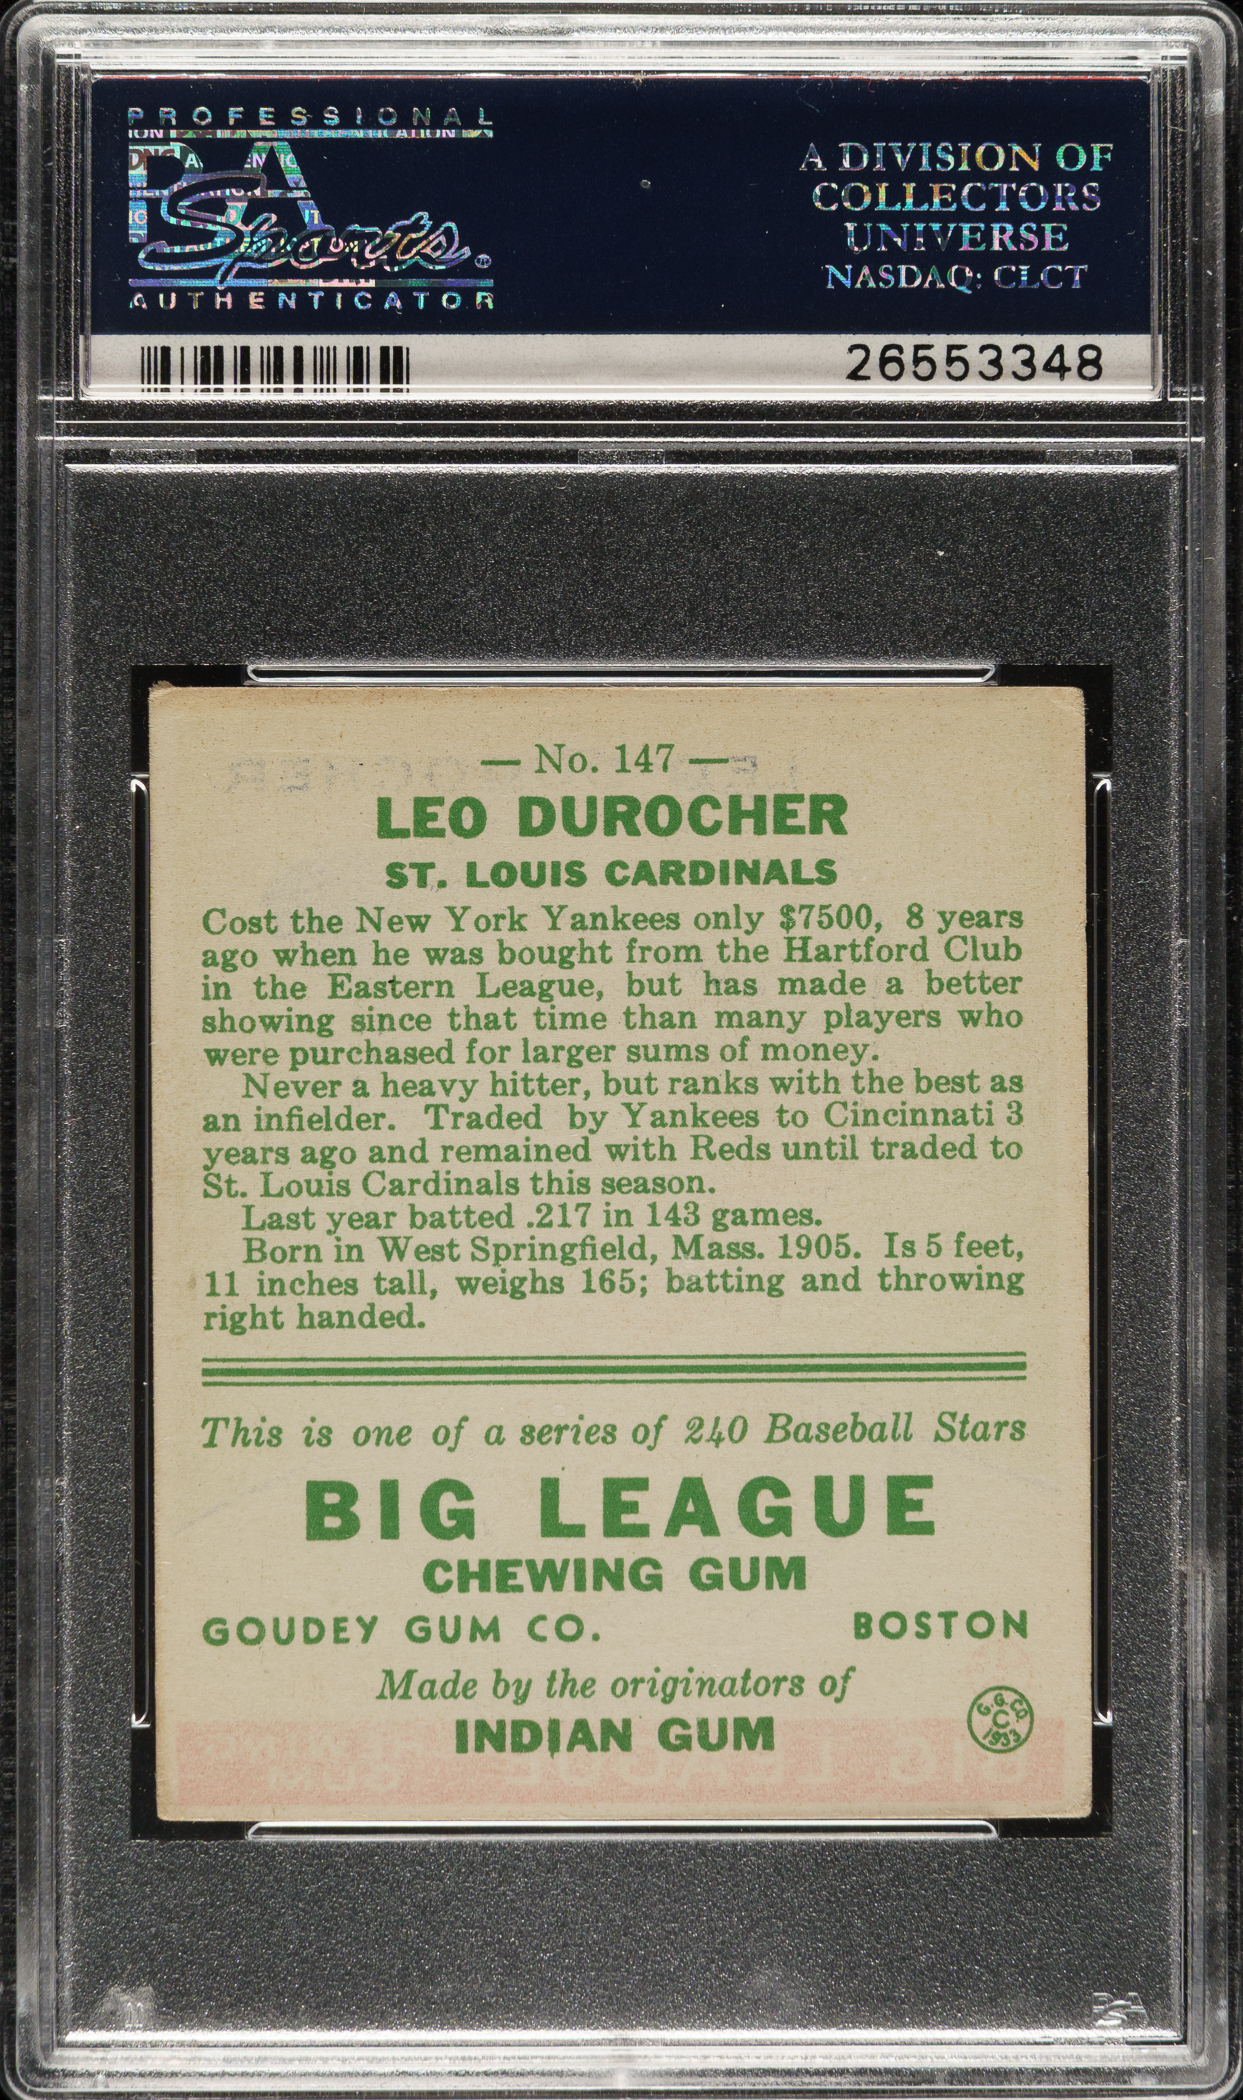 PROFESSIONAL
PSA
Sports ®
AUTHENTICATOR
A DIVISION OF
COLLECTORS
UNIVERSE
NASDAQ: CLCT
26553348
— No. 147 —
LEO DUROCHER
ST. LOUIS CARDINALS
Cost the New York Yankees only $7500, 8 years
ago when he was bought from the Hartford Club
in the Eastern League, but has made a better
showing since that time than many players who
were purchased for larger sums of money.
Never a heavy hitter, but ranks with the best as
an infielder. Traded by Yankees to Cincinnati 3
years ago and remained with Reds until traded to
St. Louis Cardinals this season.
Last year batted .217 in 143 games.
Born in West Springfield, Mass. 1905. Is 5 feet,
11 inches tall, weighs 165; batting and throwing
right handed.
This is one of a series of 240 Baseball Stars
BIG LEAGUE
CHEWING GUM
GOUDEY GUM CO. BOSTON
Made by the originators of
INDIAN GUM
G.G.CO.
C
1933
11
PSA